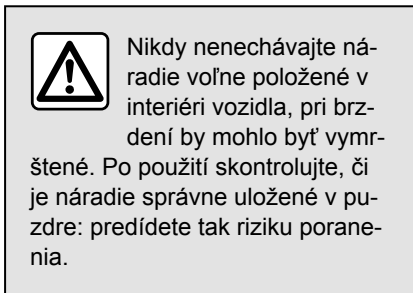 Nikdy nenechávajte ná-
radie voľne položené v
interiéri vozidla, pri brz-
dení by mohlo byť vymr-
štené. Po použití skontrolujte, či
je náradie správne uložené v pu-
zdre: predídete tak riziku porane-
nia.